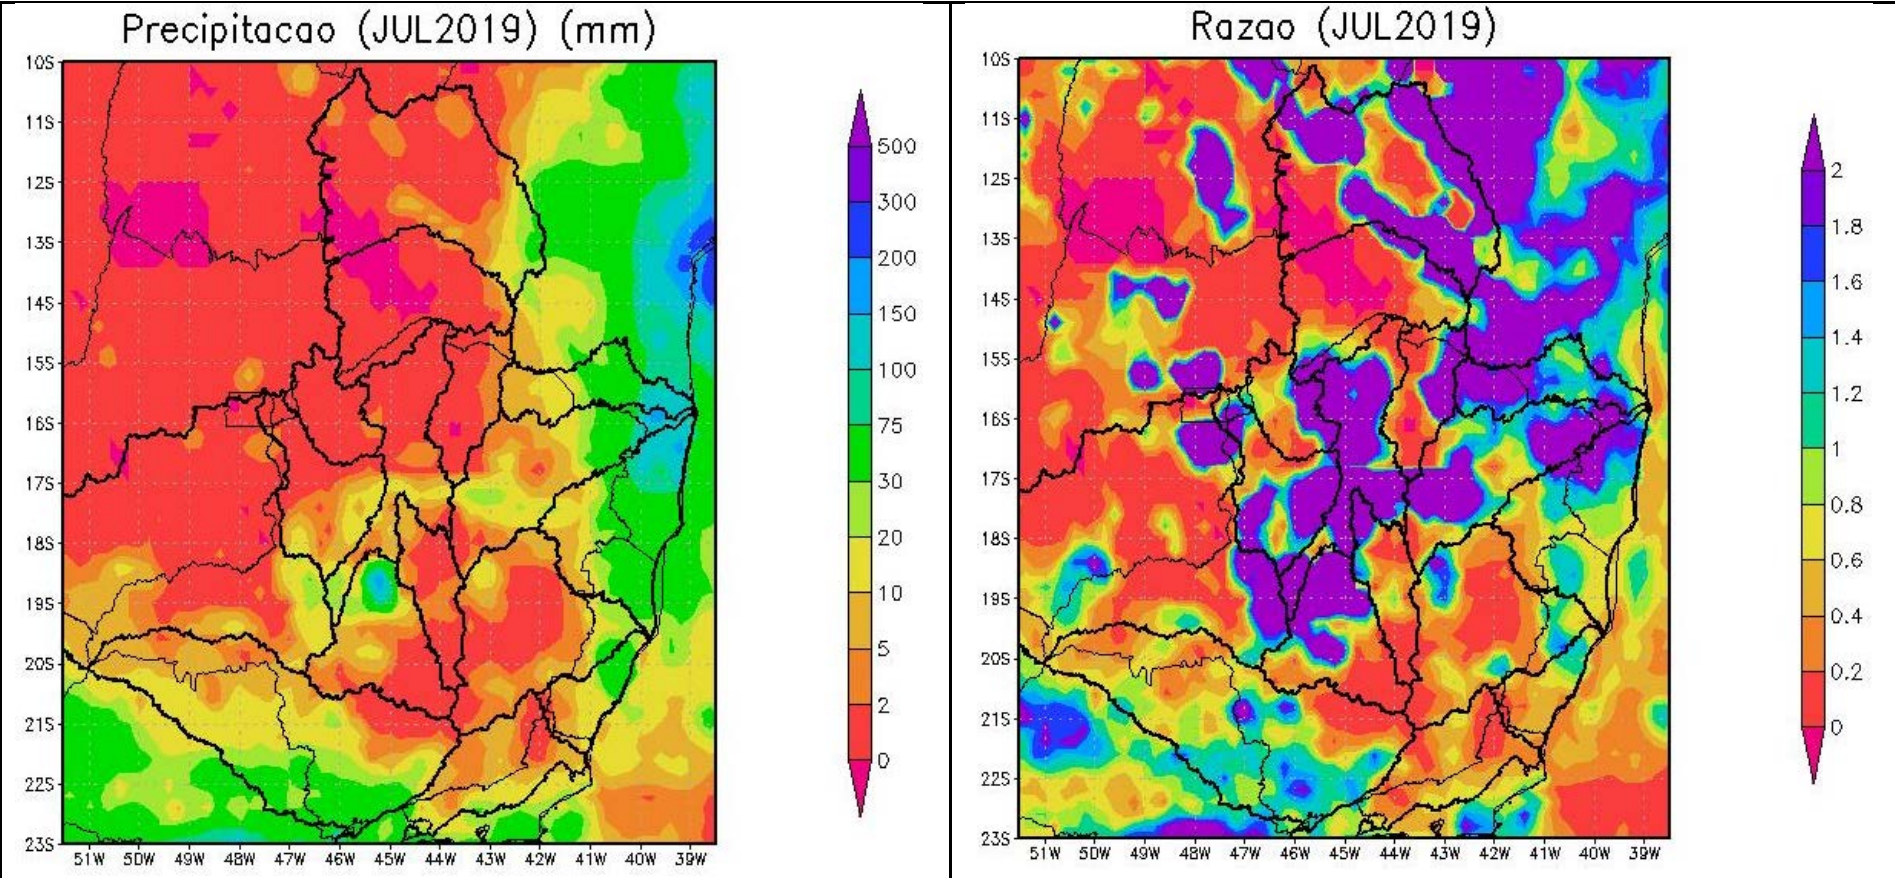 Precipitacao (JUL2019) (mm)
10S
11S
12S
13S
14S
15S
16S
17S
18S
19S
20S
21S
22S
23S
51W 50W 49W 48W 47W 46W 45W 44W 43W 42W 41W 40W 39W
500
300
200
150
100
75
30
20
10
5
2
0
Razao (JUL2019)
10S
11S
12S
13S
14S
15S
16S
17S
18S
19S
20S
21S
22S
23S
51W 50W 49W 48W 47W 46W 45W 44W 43W 42W 41W 40W 39W
2
1.8
1.6
1.4
1.2
1
0.8
0.6
0.4
0.2
0